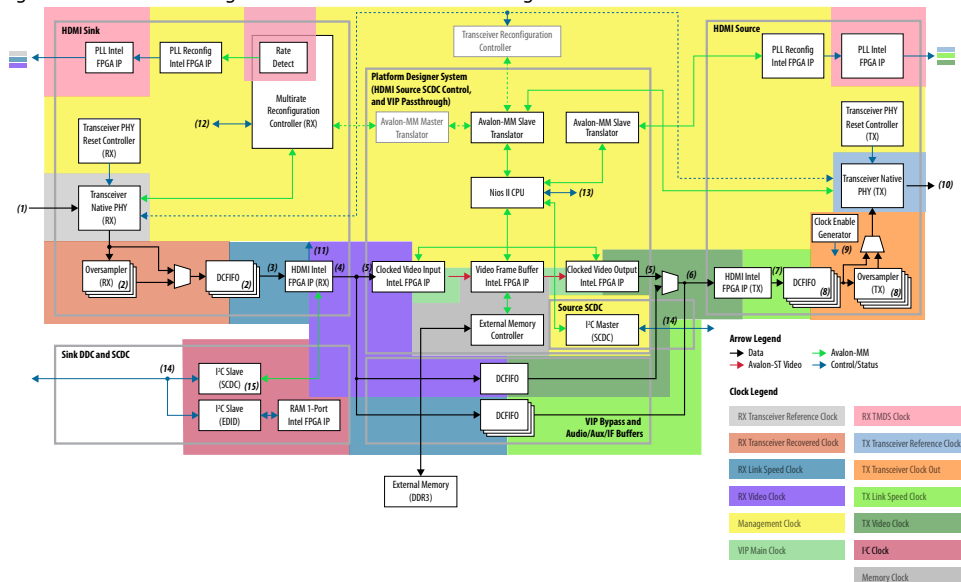 HDMI Sink
PLL Intel
FPGA IP
PLL Reconfig
Intel FPGA IP
Rate
Detect
Multirate
Reconfiguration
Controller (RX)
(12)
Transceiver PHY
Reset Controller
(RX)
(1)
Transceiver
Native PHY
(RX)
Oversampler
(RX)
(2)
DCFIFO
(2)
(3)
HDMI Intel
FPGA IP (RX)
(11)
(4)
Transceiver Reconfiguration
Controller
Platform Designer System
(HDMI Source SCDC Control,
and VIP Passthrough)
Avalon-MM Master
Translator
Avalon-MM Slave
Translator
Avalon-MM Slave
Translator
Nios II CPU
(13)
(5)
Clocked Video Input
InteL FPGA IP
Video Frame Buffer
InteL FPGA IP
Clocked Video Output
InteL FPGA IP
(5)
(6)
External Memory
Controller
Source SCDC
I²C Master
(SCDC)
(14)
HDMI Source
PLL Reconfig
Intel FPGA IP
PLL Intel
FPGA IP
Transceiver PHY
Reset Controller
(TX)
Transceiver Native
PHY (TX)
(10)
Clock Enable
Generator
(9)
HDMI Intel
FPGA IP (TX)
(7)
DCFIFO
(8)
Oversampler
(TX)
(8)
Sink DDC and SCDC
(14)
I²C Slave
(SCDC)
(15)
I²C Slave
(EDID)
RAM 1-Port
Intel FPGA IP
DCFIFO
DCFIFO
VIP Bypass and
Audio/Aux/IF Buffers
External Memory
(DDR3)
Arrow Legend
Data
Avalon-MM
Avalon-ST Video
Control/Status
Clock Legend
RX Transceiver Reference Clock
RX TMDS Clock
RX Transceiver Recovered Clock
TX Transceiver Reference Clock
RX Link Speed Clock
TX Transceiver Clock Out
RX Video Clock
TX Link Speed Clock
Management Clock
TX Video Clock
VIP Main Clock
I²C Clock
Memory Clock